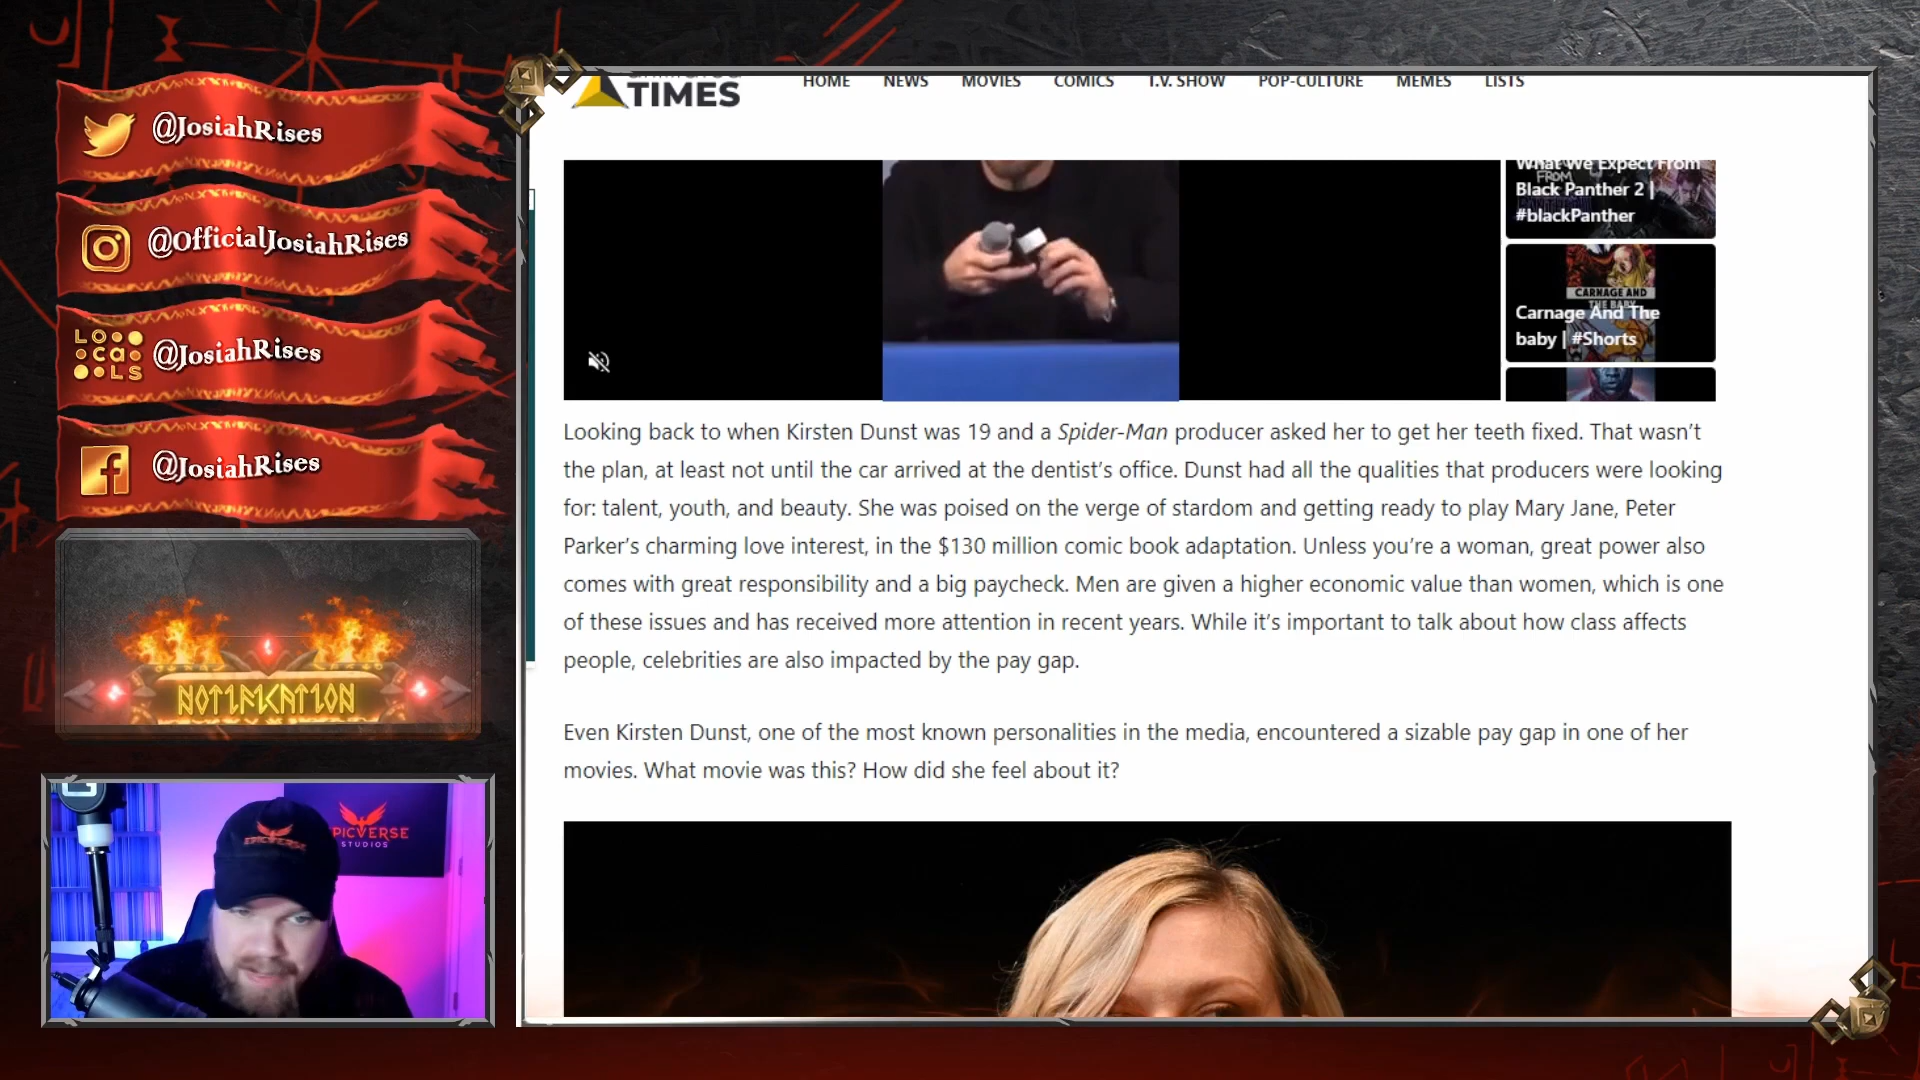 @JosiahRises
@OfficialJosiahRises
LOCALS
@JosiahRises
@JosiahRises
NOTIFICATION
EPICVERSE
EPICVERSE
STUDIOS
TIMES
HOME NEWS MOVIES COMICS T.V. SHOW POP-CULTURE MEMES LISTS
What We Expect From
Black Panther 2 |
#blackPanther
FROM
CARNAGE AND
THE BABY
Carnage And The
baby | #Shorts
Looking back to when Kirsten Dunst was 19 and a Spider-Man producer asked her to get her teeth fixed. That wasn’t
the plan, at least not until the car arrived at the dentist’s office. Dunst had all the qualities that producers were looking
for: talent, youth, and beauty. She was poised on the verge of stardom and getting ready to play Mary Jane, Peter
Parker’s charming love interest, in the $130 million comic book adaptation. Unless you’re a woman, great power also
comes with great responsibility and a big paycheck. Men are given a higher economic value than women, which is one
of these issues and has received more attention in recent years. While it’s important to talk about how class affects
people, celebrities are also impacted by the pay gap.
Even Kirsten Dunst, one of the most known personalities in the media, encountered a sizable pay gap in one of her
movies. What movie was this? How did she feel about it?